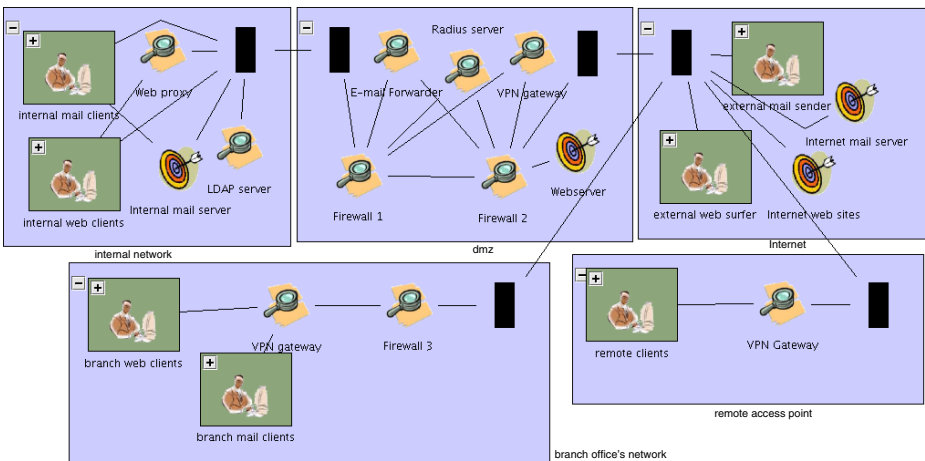 internal mail clients
Web proxy
internal web clients
Internal mail server
LDAP server
internal network
Radius server
E-mail Forwarder
VPN gateway
Firewall 1
Firewall 2
Webserver
dmz
external mail sender
Internet mail server
external web surfer
Internet web sites
Internet
branch web clients
VPN gateway
Firewall 3
branch mail clients
branch office's network
remote clients
VPN Gateway
remote access point